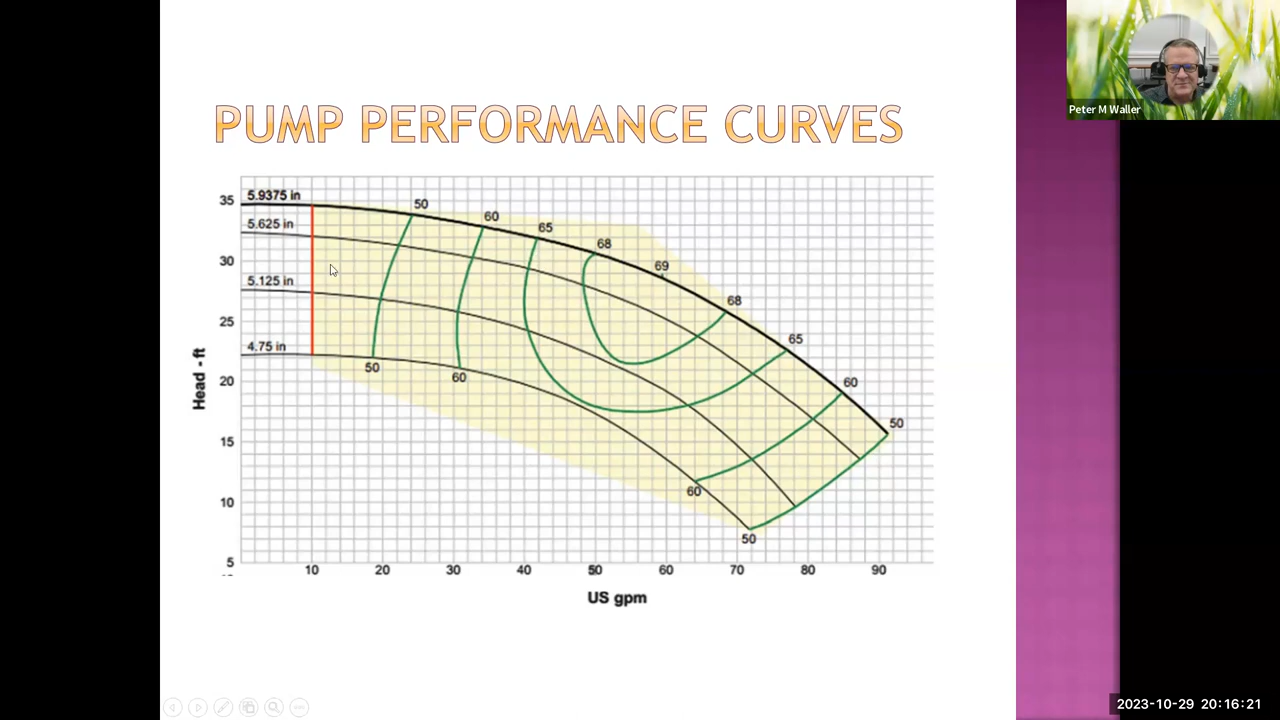 Peter M Waller
PUMP PERFORMANCE CURVES
35
5.9375 in
50
60
65
68
69
68
65
60
50
5.625 in
30
5.125 in
25
4.75 in
50
60
20
15
60
10
50
5
Head - ft
10 20 30 40 50 60 70 80 90
US gpm
2023-10-29 20:16:21